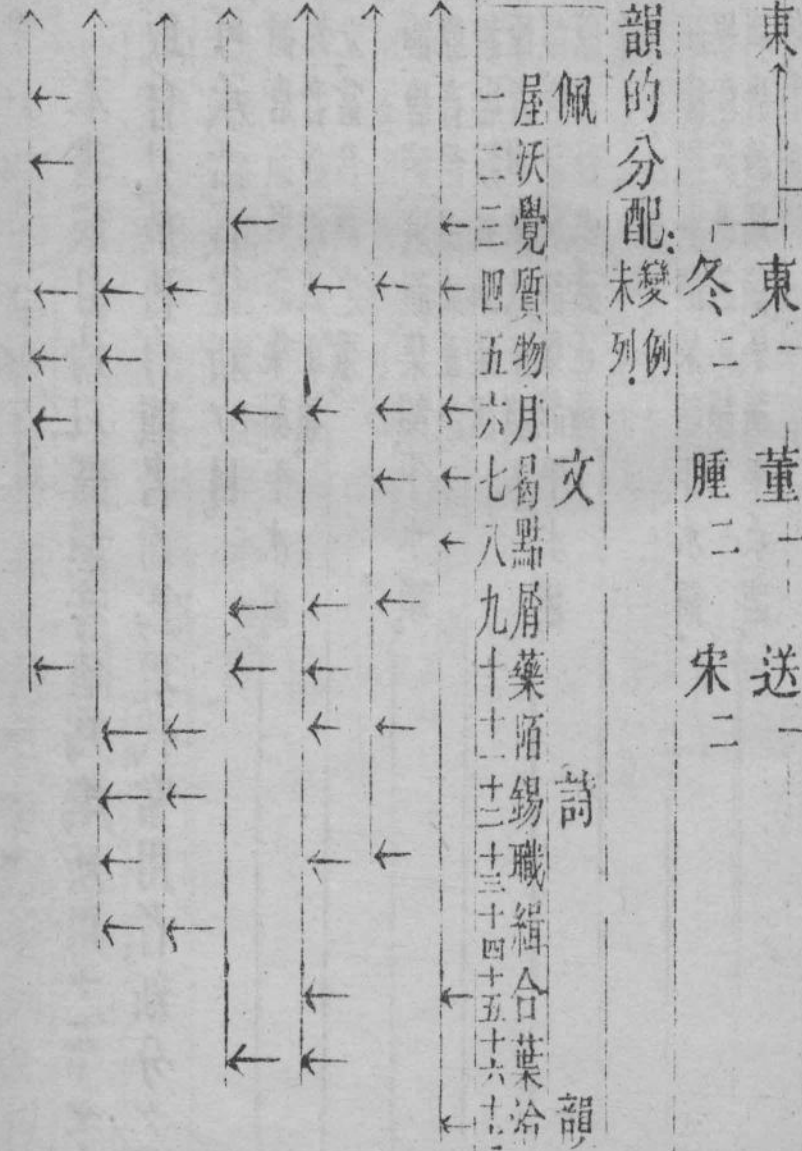 東
東一 董一 送一
冬二 腫二 宋二
韻的分配：變例未列．
佩文詩韻
屋沃覺質物月曷黠屑藥陌錫職緝合葉洽
一二三四五六七八九十十一十二十三十四十五十六十七